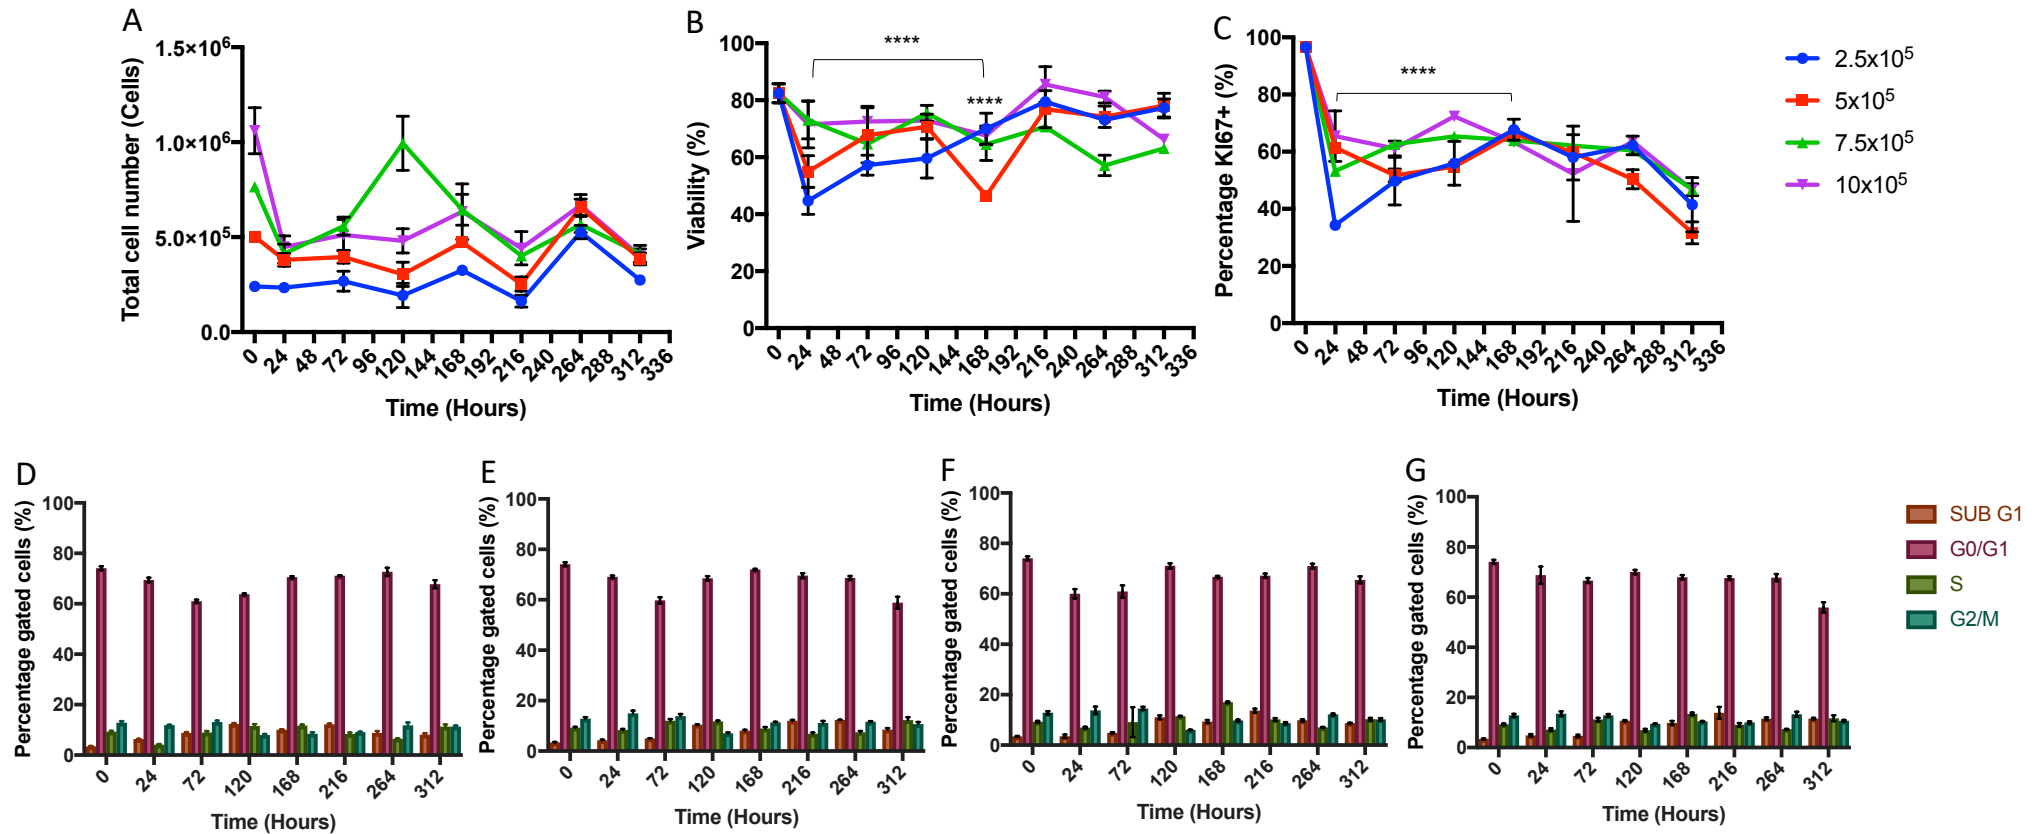 A
Total cell number (Cells)
1.5×10⁶
1.0×10⁶
5.0×10⁵
0.0
0 24 48 72 96 120 144 168 192 216 240 264 288 312 336
Time (Hours)
B
Viability (%)
100
80
60
40
20
0
****
****
0 24 48 72 96 120 144 168 192 216 240 264 288 312 336
Time (Hours)
C
Percentage KI67+ (%)
100
80
60
40
20
0
****
0 24 48 72 96 120 144 168 192 216 240 264 288 312 336
Time (Hours)
2.5x10⁵
5x10⁵
7.5x10⁵
10x10⁵
D
Percentage gated cells (%)
100
80
60
40
20
0
0 24 72 120 168 216 264 312
Time (Hours)
E
Percentage gated cells (%)
100
80
60
40
20
0
0 24 72 120 168 216 264 312
Time (Hours)
F
Percentage gated cells (%)
100
80
60
40
20
0
0 24 72 120 168 216 264 312
Time (Hours)
G
Percentage gated cells (%)
100
80
60
40
20
0
0 24 72 120 168 216 264 312
Time (Hours)
SUB G1
G0/G1
S
G2/M